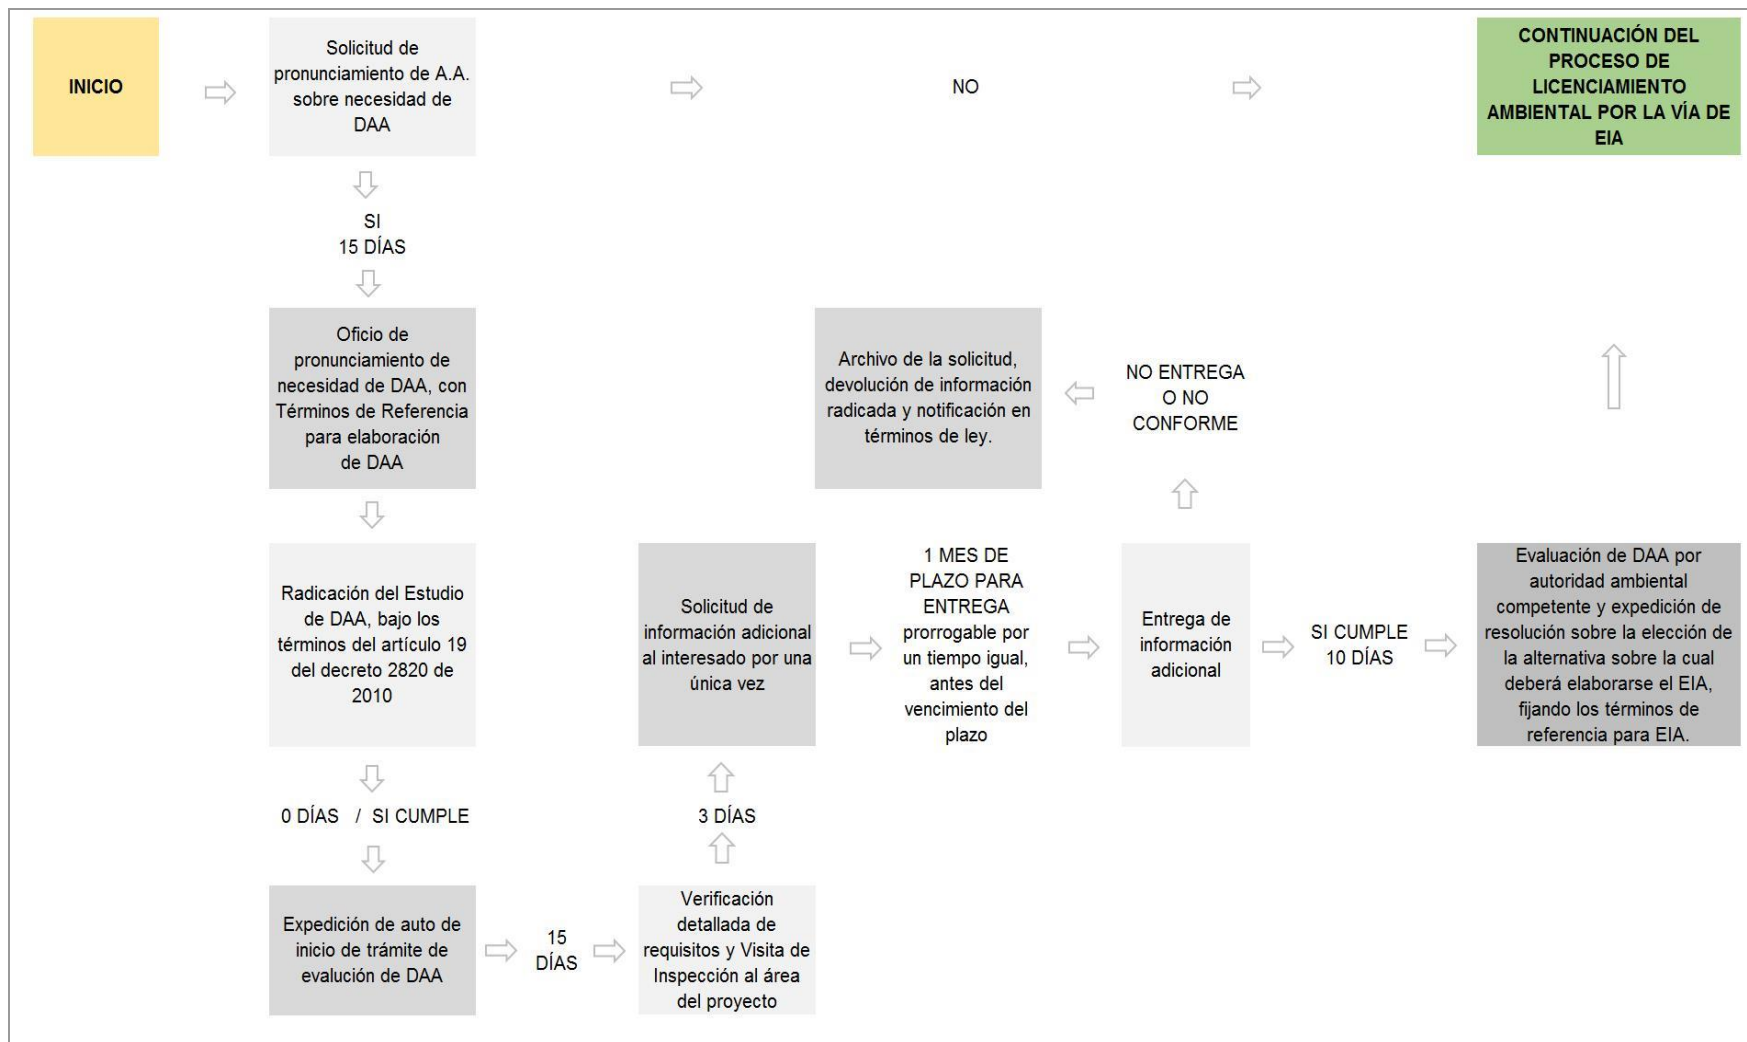 INICIO
Solicitud de
pronunciamiento de A.A.
sobre necesidad de
DAA
NO
CONTINUACIÓN DEL
PROCESO DE
LICENCIAMIENTO
AMBIENTAL POR LA VÍA DE
EIA
SI
15 DÍAS
Oficio de
pronunciamiento de
necesidad de DAA, con
Términos de Referencia
para elaboración
de DAA
Archivo de la solicitud,
devolución de información
radicada y notificación en
términos de ley.
NO ENTREGA
O NO
CONFORME
Radicación del Estudio
de DAA, bajo los
términos del artículo 19
del decreto 2820 de
2010
Solicitud de
información adicional
al interesado por una
única vez
1 MES DE
PLAZO PARA
ENTREGA
prorrogable por
un tiempo igual,
antes del
vencimiento del
plazo
Entrega de
información
adicional
SI CUMPLE
10 DÍAS
Evaluación de DAA por
autoridad ambiental
competente y expedición de
resolución sobre la elección de
la alternativa sobre la cual
deberá elaborarse el EIA,
fijando los términos de
referencia para EIA.
0 DÍAS / SI CUMPLE
3 DÍAS
Expedición de auto de
inicio de trámite de
evalución de DAA
15
DÍAS
Verificación
detallada de
requisitos y Visita de
Inspección al área
del proyecto